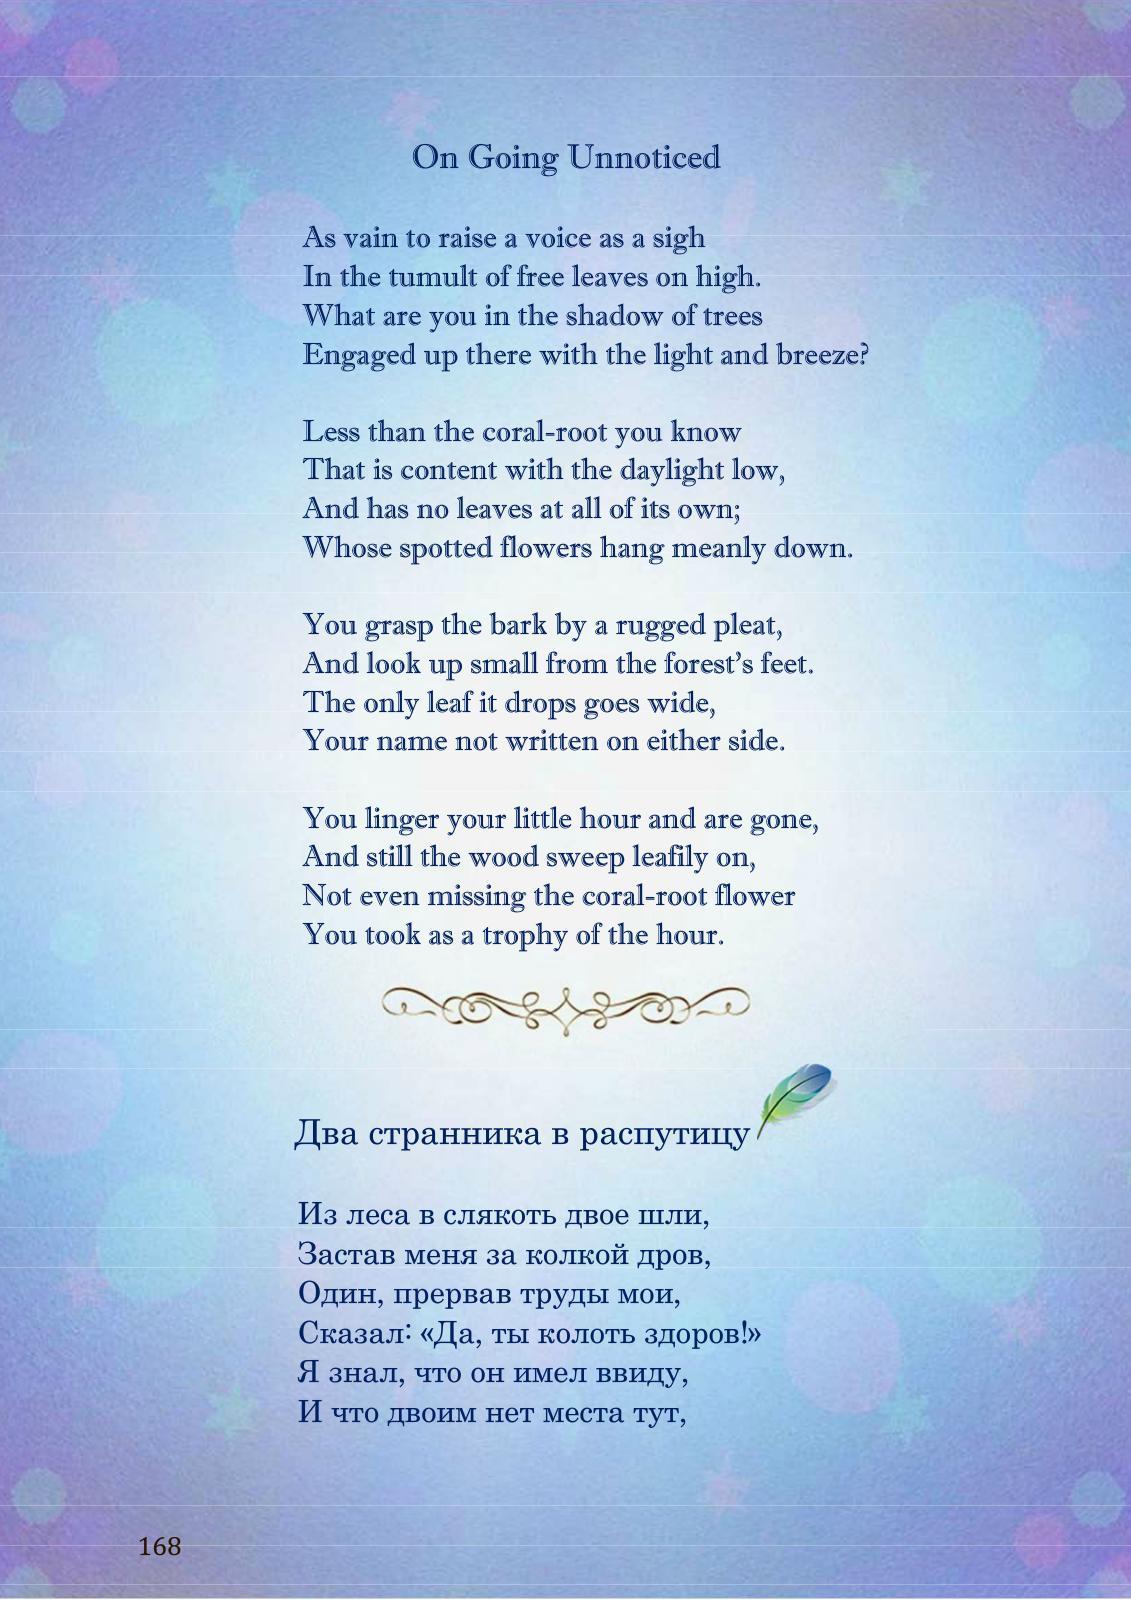 On Going Unnoticed
As vain to raise a voice as a sigh
In the tumult of free leaves on high.
What are you in the shadow of trees
Engaged up there with the light and breeze?
Less than the coral-root you know
That is content with the daylight low,
And has no leaves at all of its own;
Whose spotted flowers hang meanly down.
You grasp the bark by a rugged pleat,
And look up small from the forest’s feet.
The only leaf it drops goes wide,
Your name not written on either side.
You linger your little hour and are gone,
And still the wood sweep leafily on,
Not even missing the coral-root flower
You took as a trophy of the hour.
Два странника в распутицу
Из леса в слякоть двое шли,
Застав меня за колкой дров,
Один, прервав труды мои,
Сказал: «Да, ты колоть здоров!»
Я знал, что он имел ввиду,
И что двоим нет места тут,
168